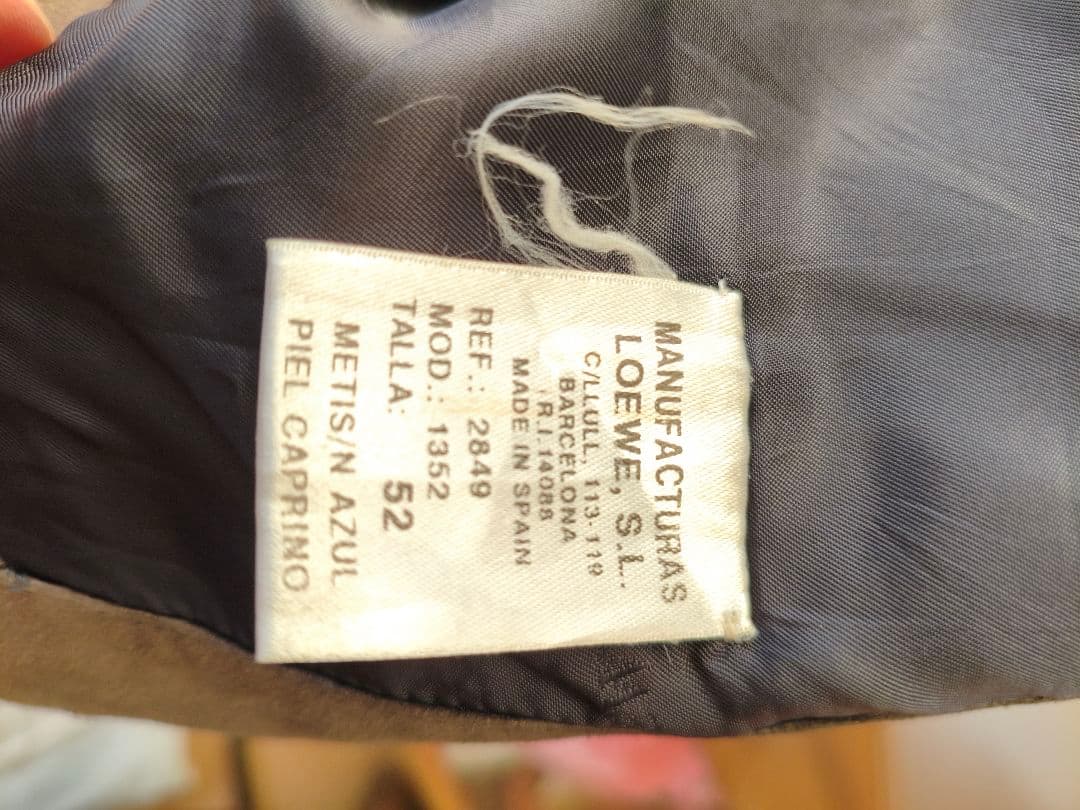 MANUFACTURAS
LOEWE, S.L.
C/LLULL, 113-119
BARCELONA
R.I. 14088
MADE IN SPAIN
REF.: 2849
MOD.: 1352
TALLA: 52
METIS/N AZUL
PIEL CAPRINO